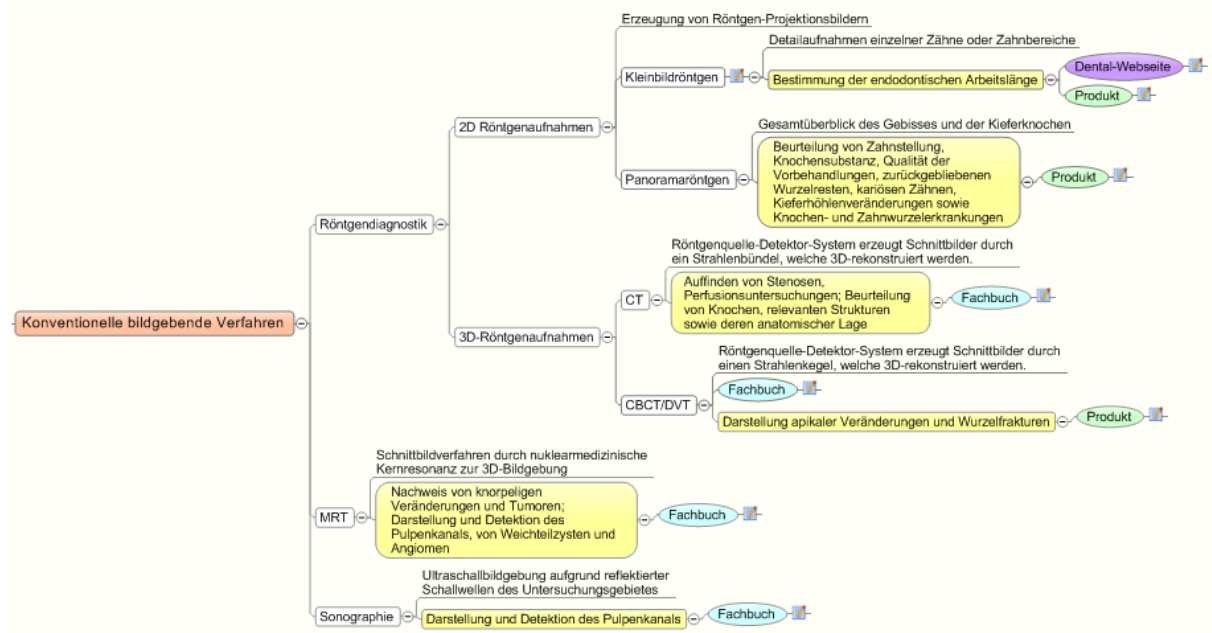 Konventionelle bildgebende Verfahren
Röntgendiagnostik
2D Röntgenaufnahmen
Erzeugung von Röntgen-Projektionsbildern
Kleinbildröntgen
Detailaufnahmen einzelner Zähne oder Zahnbereiche
Bestimmung der endodontischen Arbeitslänge
Dental-Webseite
Produkt
Panoramaröntgen
Gesamtüberblick des Gebisses und der Kieferknochen
Beurteilung von Zahnstellung,
Knochensubstanz, Qualität der
Vorbehandlungen, zurückgebliebenen
Wurzelresten, kariösen Zähnen,
Kieferhöhlenveränderungen sowie
Knochen- und Zahnwurzelerkrankungen
Produkt
3D-Röntgenaufnahmen
CT
Röntgenquelle-Detektor-System erzeugt Schnittbilder durch
ein Strahlenbündel, welche 3D-rekonstruiert werden.
Auffinden von Stenosen,
Perfusionsuntersuchungen; Beurteilung
von Knochen, relevanten Strukturen
sowie deren anatomischer Lage
Fachbuch
CBCT/DVT
Röntgenquelle-Detektor-System erzeugt Schnittbilder durch
einen Strahlenkegel, welche 3D-rekonstruiert werden.
Fachbuch
Darstellung apikaler Veränderungen und Wurzelfrakturen
Produkt
MRT
Schnittbildverfahren durch nuklearmedizinische
Kernresonanz zur 3D-Bildgebung
Nachweis von knorpeligen
Veränderungen und Tumoren;
Darstellung und Detektion des
Pulpenkanals, von Weichteilzysten und
Angiomen
Fachbuch
Sonographie
Ultraschallbildgebung aufgrund reflektierter
Schallwellen des Untersuchungsgebietes
Darstellung und Detektion des Pulpenkanals
Fachbuch